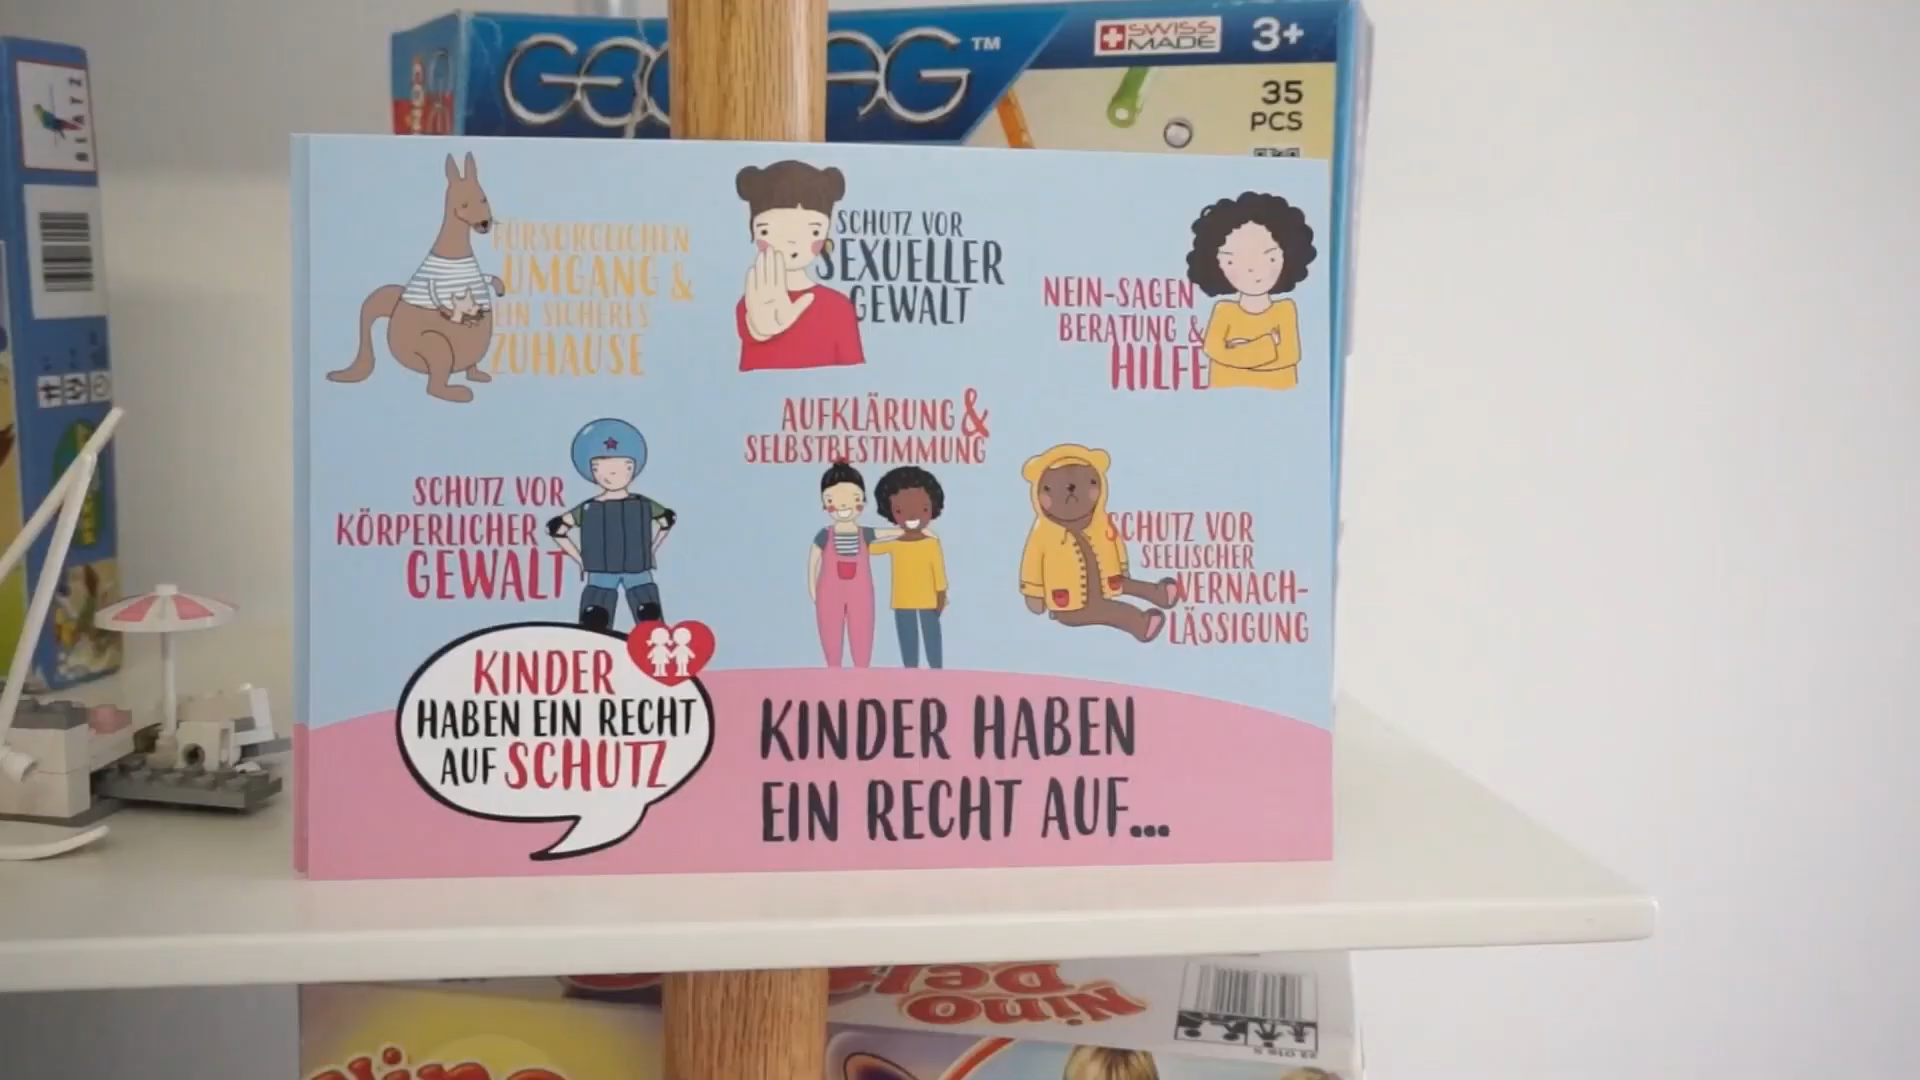 SWISS
MADE
3+
35
PCS
BEATZ
FÜRSORGLICHEN
UMGANG &
EIN SICHERES
ZUHAUSE
SCHUTZ VOR
SEXUELLER
GEWALT
NEIN-SAGEN
BERATUNG &
HILFE
SCHUTZ VOR
KÖRPERLICHER
GEWALT
AUFKLÄRUNG &
SELBSTBESTIMMUNG
SCHUTZ VOR
SEELISCHER
VERNACH-
LÄSSIGUNG
KINDER
HABEN EIN RECHT
AUF SCHUTZ
KINDER HABEN
EIN RECHT AUF...
Nino